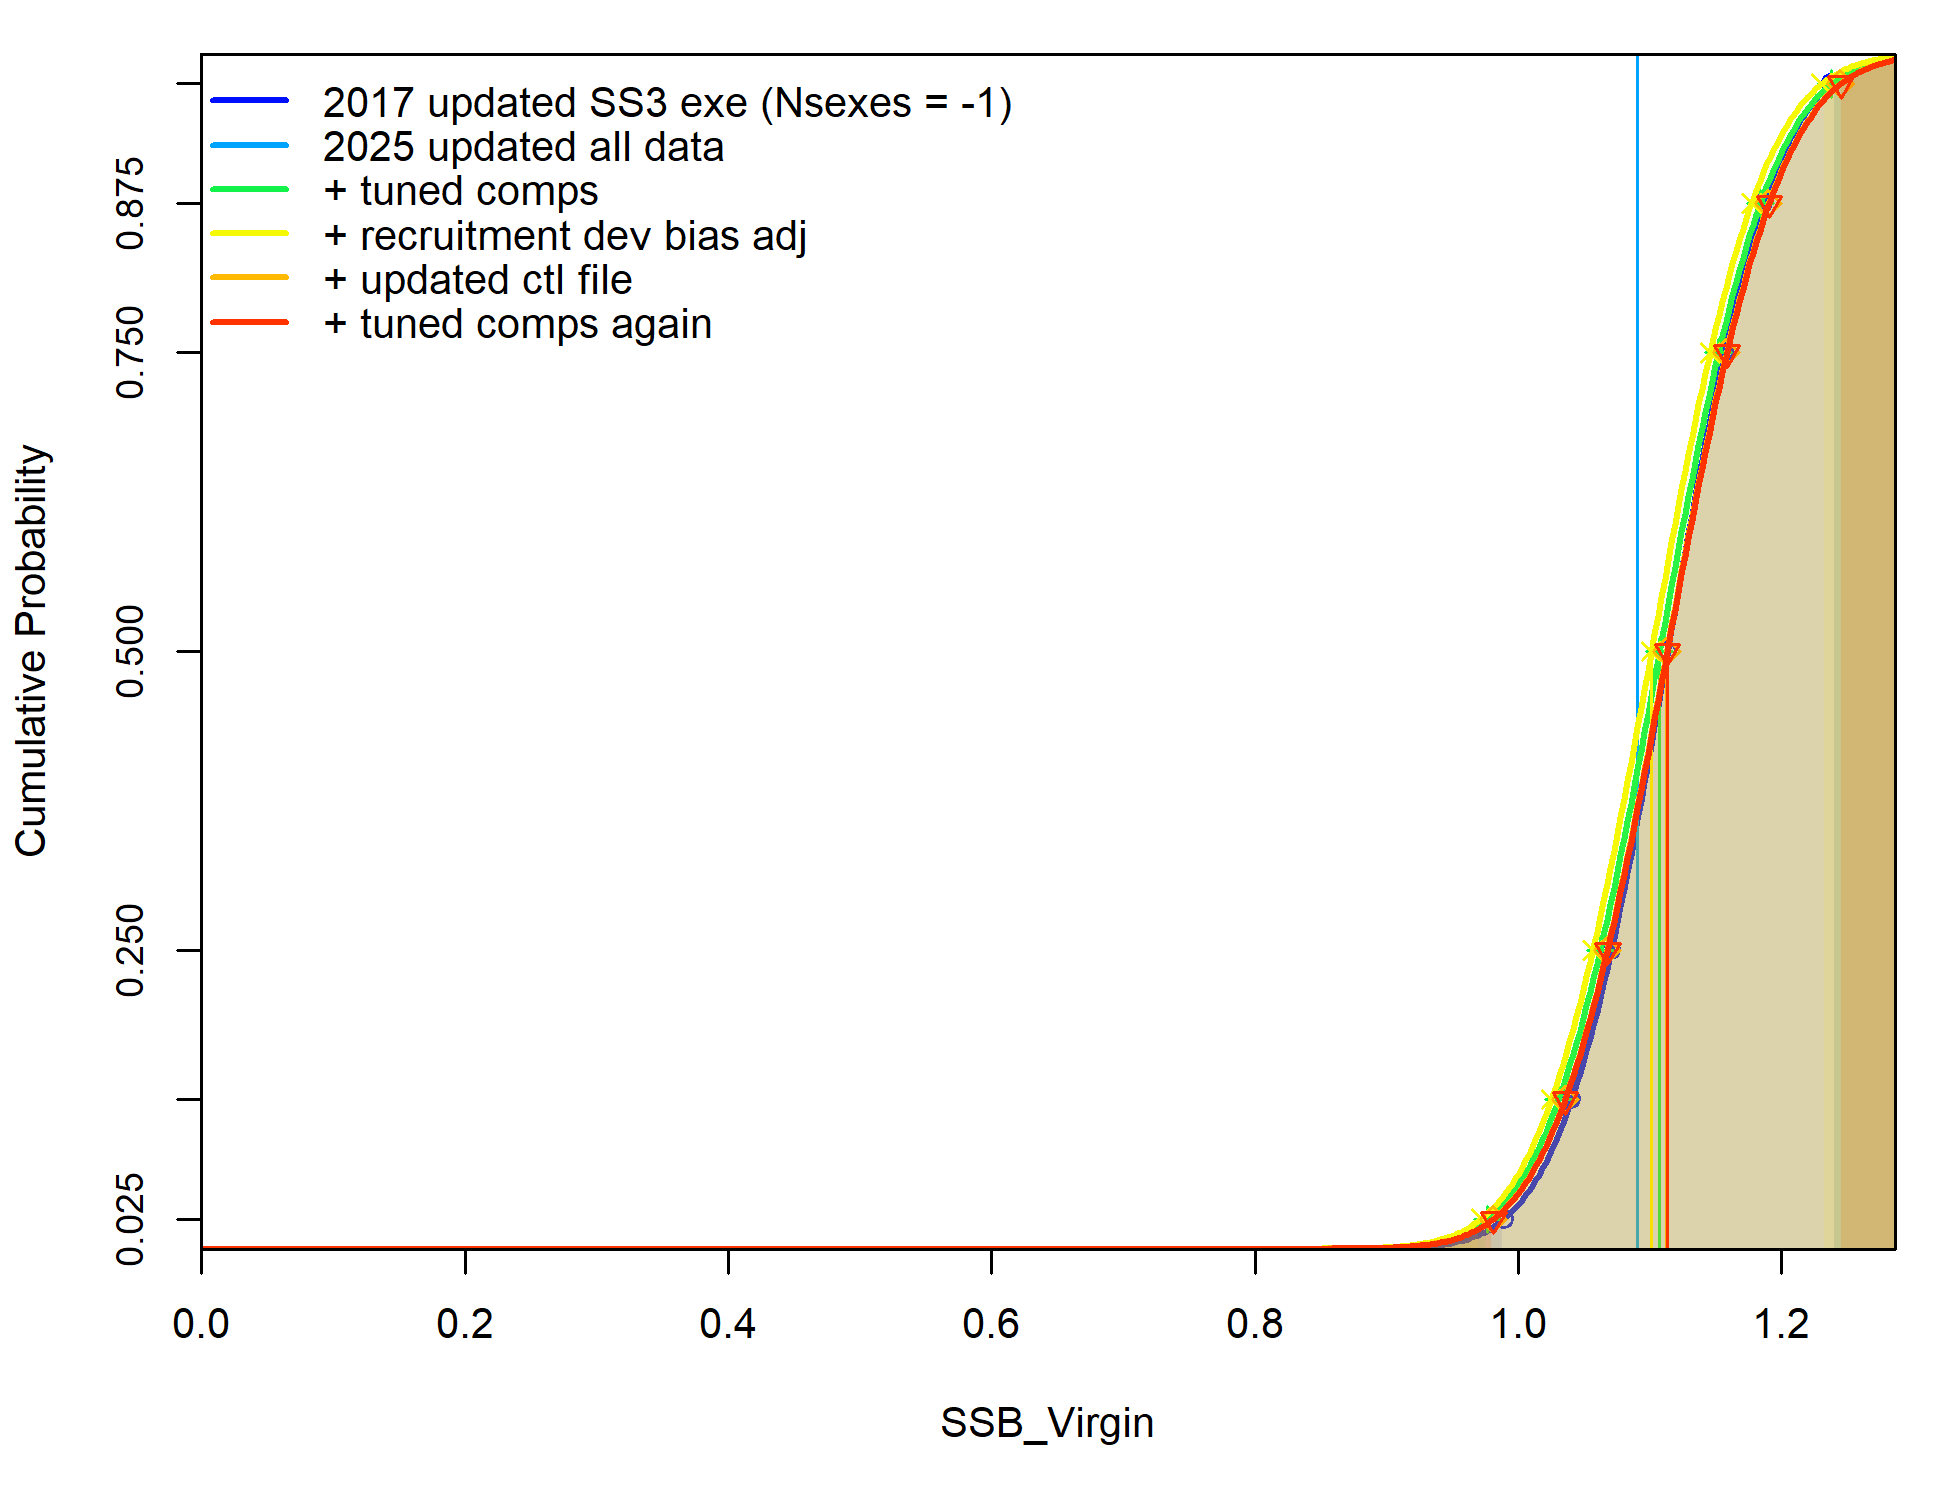 2017 updated SS3 exe (Nsexes = -1)
2025 updated all data
+ tuned comps
+ recruitment dev bias adj
+ updated ctl file
+ tuned comps again
Cumulative Probability
0.875
0.750
0.500
0.250
0.025
0.0 0.2 0.4 0.6 0.8 1.0 1.2
SSB_Virgin